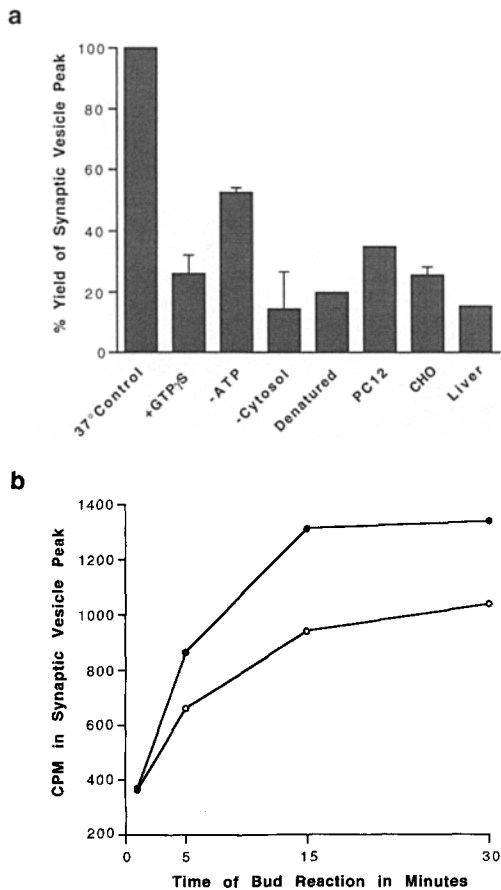 a
% Yield of Synaptic Vesicle Peak
100
80
60
40
20
0
37°Control
+GTPγS
-ATP
-Cytosol
Denatured
PC12
CHO
Liver
b
CPM in Synaptic Vesicle Peak
1400
1200
1000
800
600
400
200
0
5
15
30
Time of Bud Reaction in Minutes